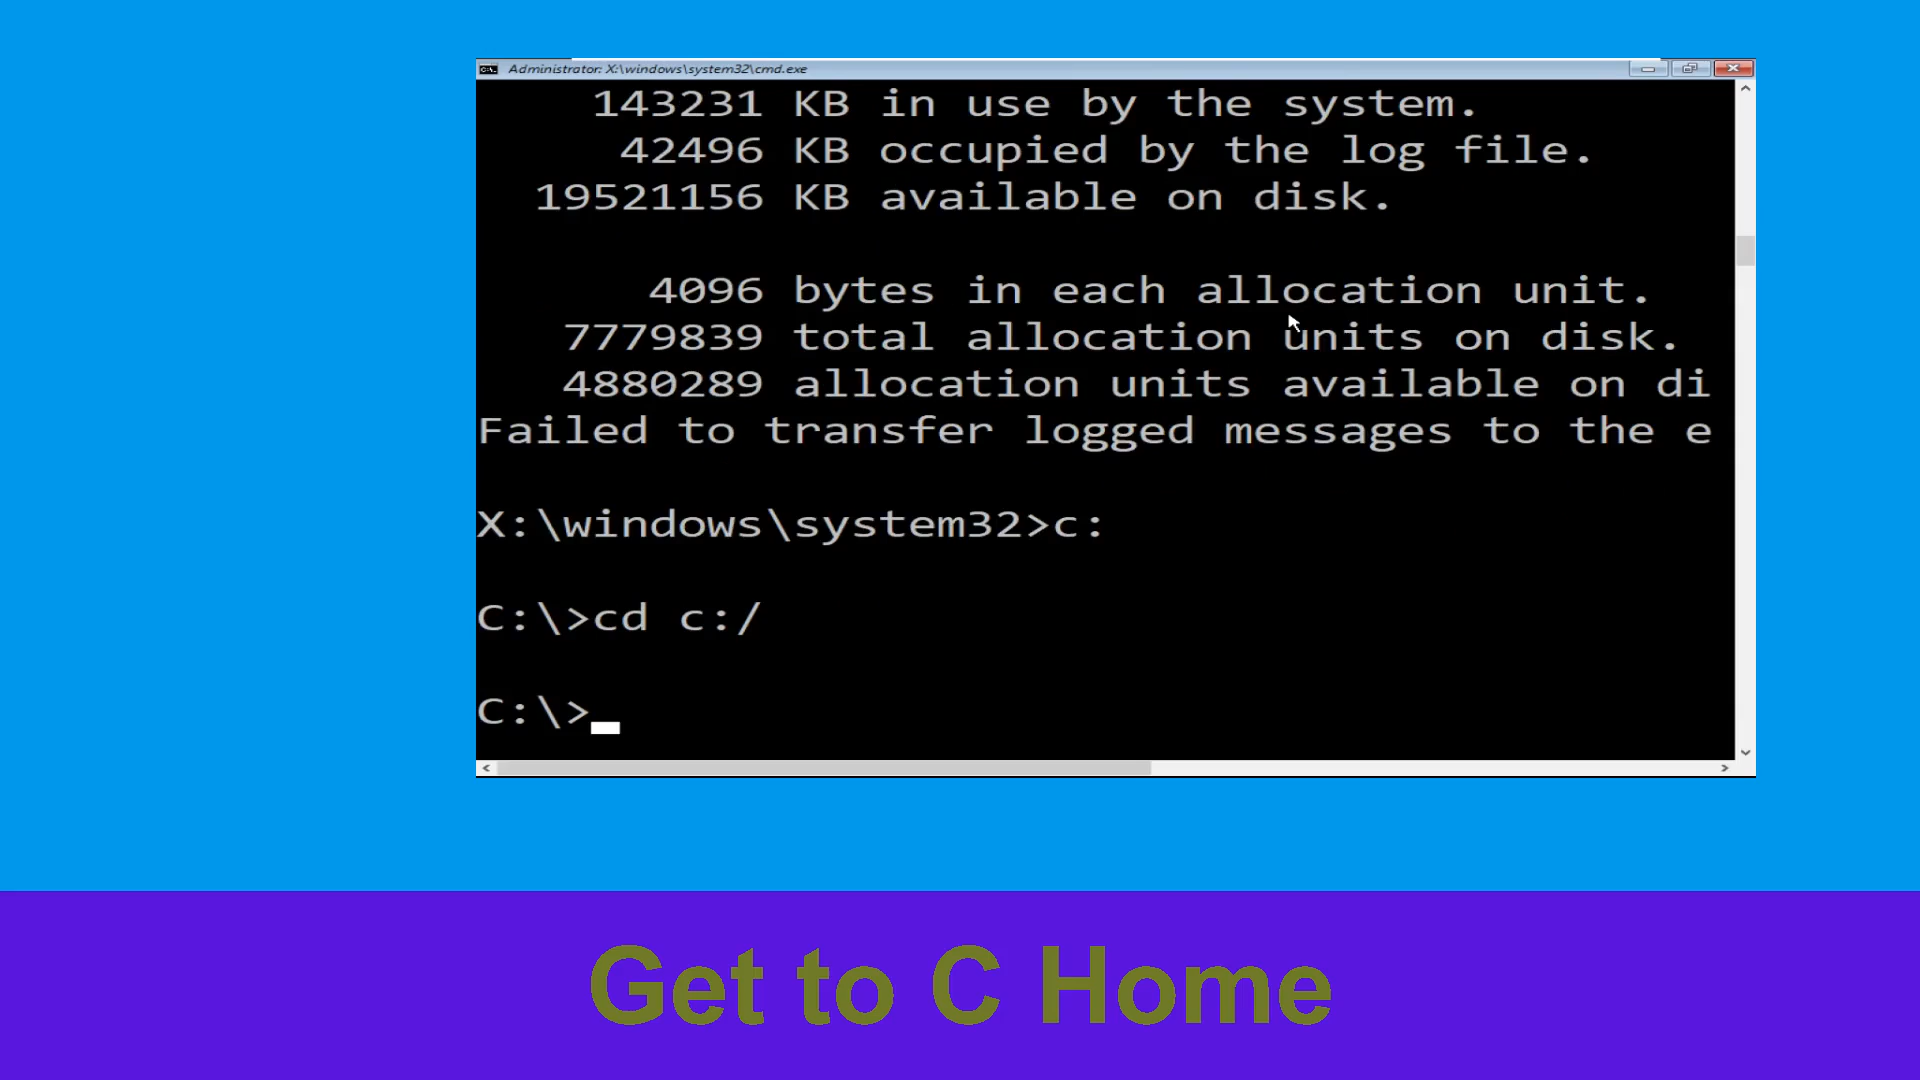 Administrator: X:\windows\system32\cmd.exe
143231 KB in use by the system.
42496 KB occupied by the log file.
19521156 KB available on disk.
4096 bytes in each allocation unit.
7779839 total allocation units on disk.
4880289 allocation units available on di
Failed to transfer logged messages to the e
X:\windows\system32>c:
C:\>cd c:/
C:\>
Get to C Home